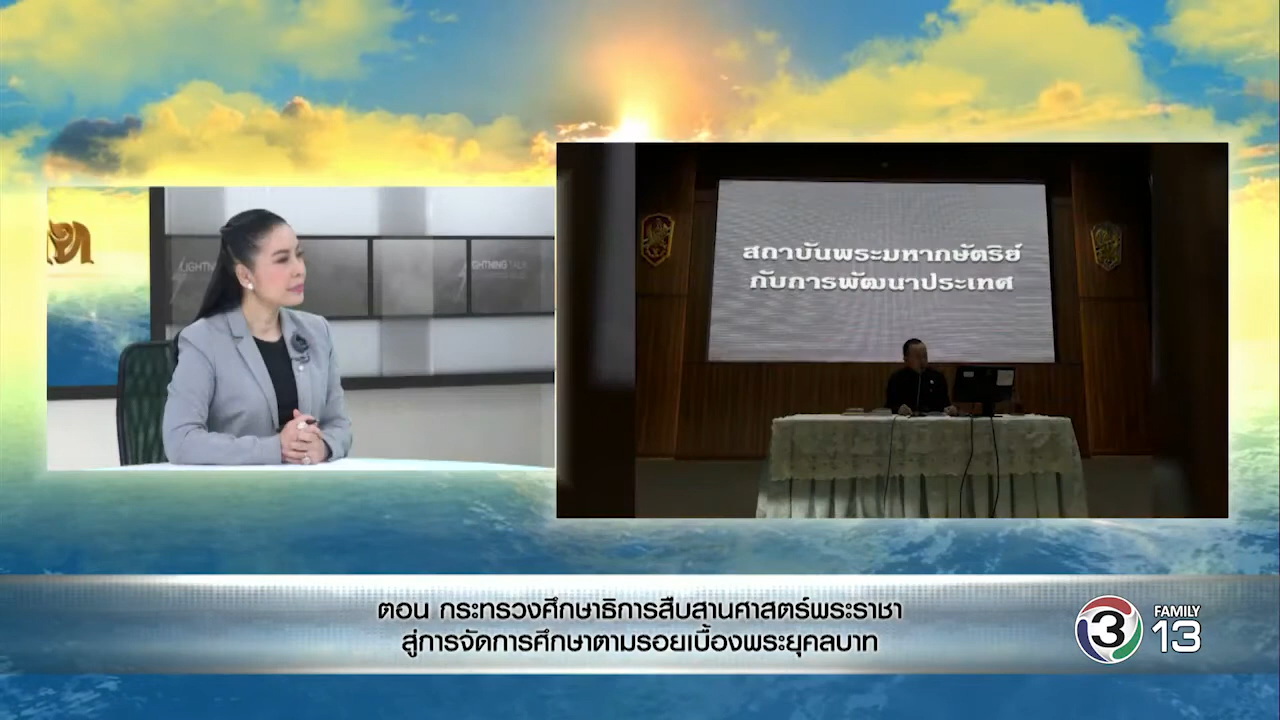 LIGHTNING TALK
สถาบันพระมหากษัตริย์
กับการพัฒนาประเทศ
ตอน กระทรวงศึกษาธิการสืบสานศาสตร์พระราชา
สู่การจัดการศึกษาตามรอยเบื้องพระยุคลบาท
3
FAMILY
13